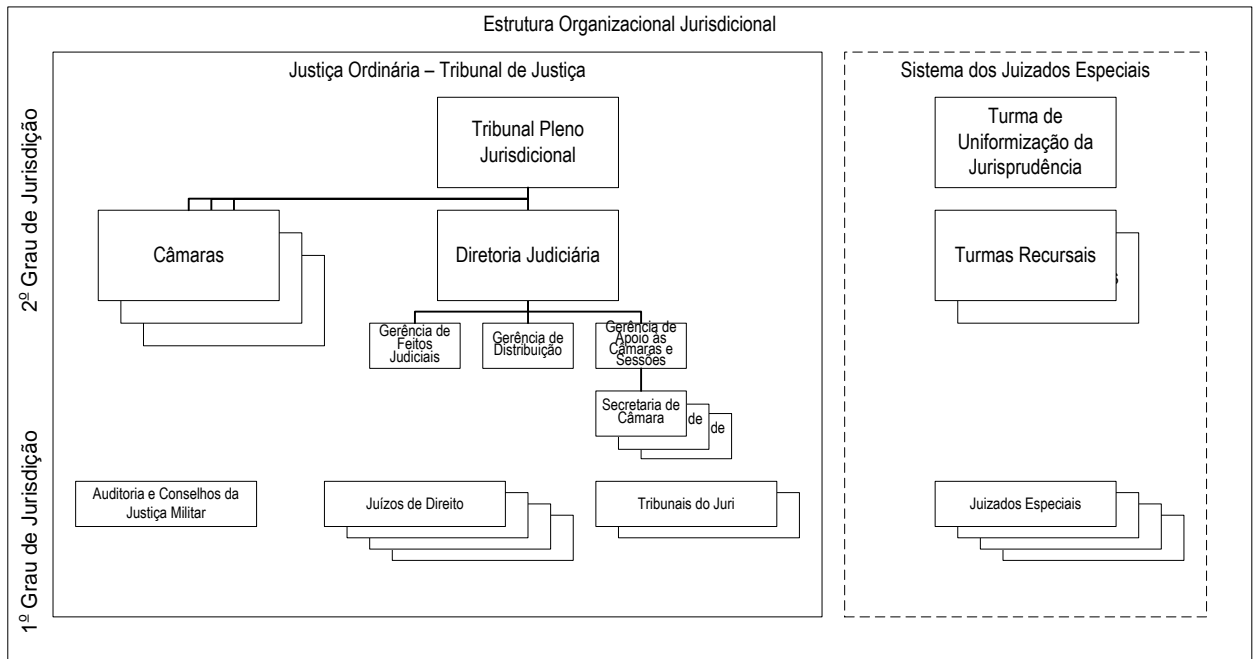 Estrutura Organizacional Jurisdicional
Justiça Ordinária – Tribunal de Justiça
Sistema dos Juizados Especiais
2º Grau de Jurisdição
Tribunal Pleno
Jurisdicional
Turma de
Uniformização da
Jurisprudência
Câmaras
Diretoria Judiciária
Turmas Recursais
s
Gerência de
Feitos
Judiciais
Gerência de
Distribuição
Gerência de
Apoio às
Câmaras e
Sessões
Secretaria de
Câmara
de
de
1º Grau de Jurisdição
Auditoria e Conselhos da
Justiça Militar
Juízos de Direito
Tribunais do Juri
Juizados Especiais